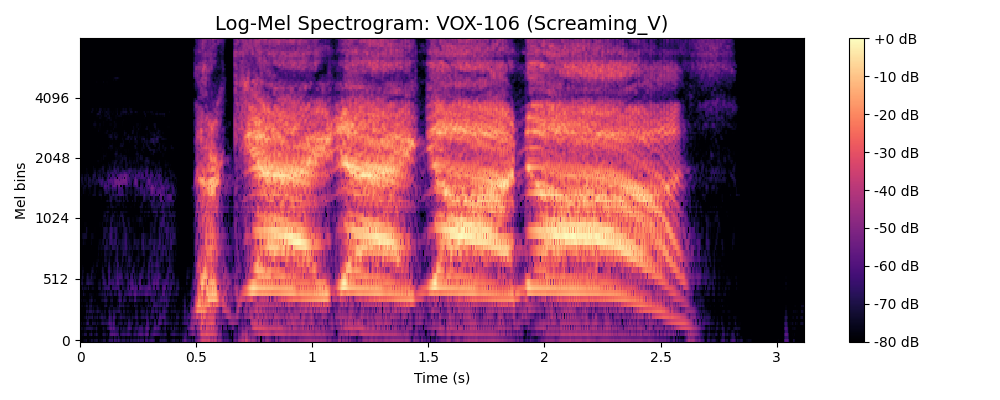 Log-Mel Spectrogram: VOX-106 (Screaming_V)
Mel bins
4096
2048
1024
512
0
0
0.5
1
1.5
2
2.5
3
Time (s)
+0 dB
-10 dB
-20 dB
-30 dB
-40 dB
-50 dB
-60 dB
-70 dB
-80 dB